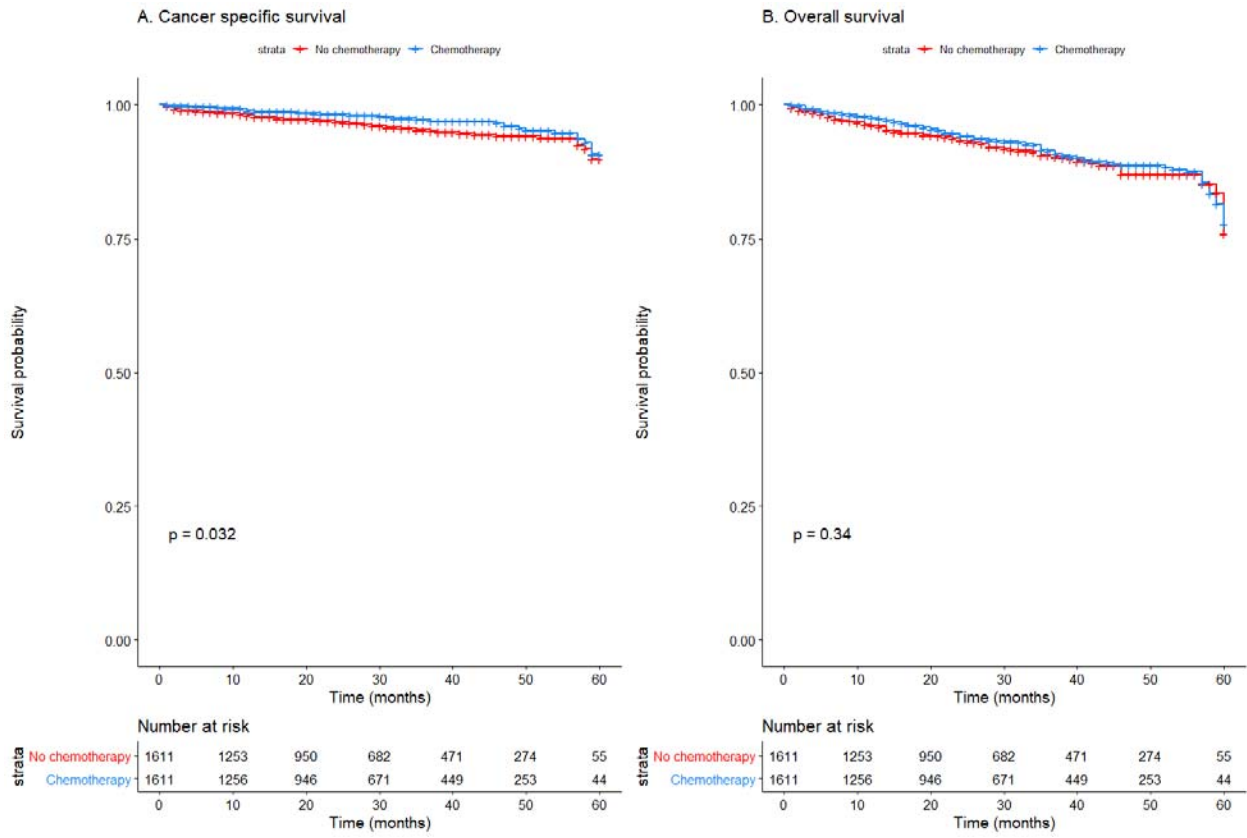 A. Cancer specific survival
strata No chemotherapy Chemotherapy
1.00
0.75
0.50
0.25
0.00
Survival probability
p = 0.032
0 10 20 30 40 50 60
Time (months)
Number at risk
strata
No chemotherapy 1611 1253 950 682 471 274 55
Chemotherapy 1611 1256 946 671 449 253 44
0 10 20 30 40 50 60
Time (months)
B. Overall survival
strata No chemotherapy Chemotherapy
1.00
0.75
0.50
0.25
0.00
Survival probability
p = 0.34
0 10 20 30 40 50 60
Time (months)
Number at risk
strata
No chemotherapy 1611 1253 950 682 471 274 55
Chemotherapy 1611 1256 946 671 449 253 44
0 10 20 30 40 50 60
Time (months)